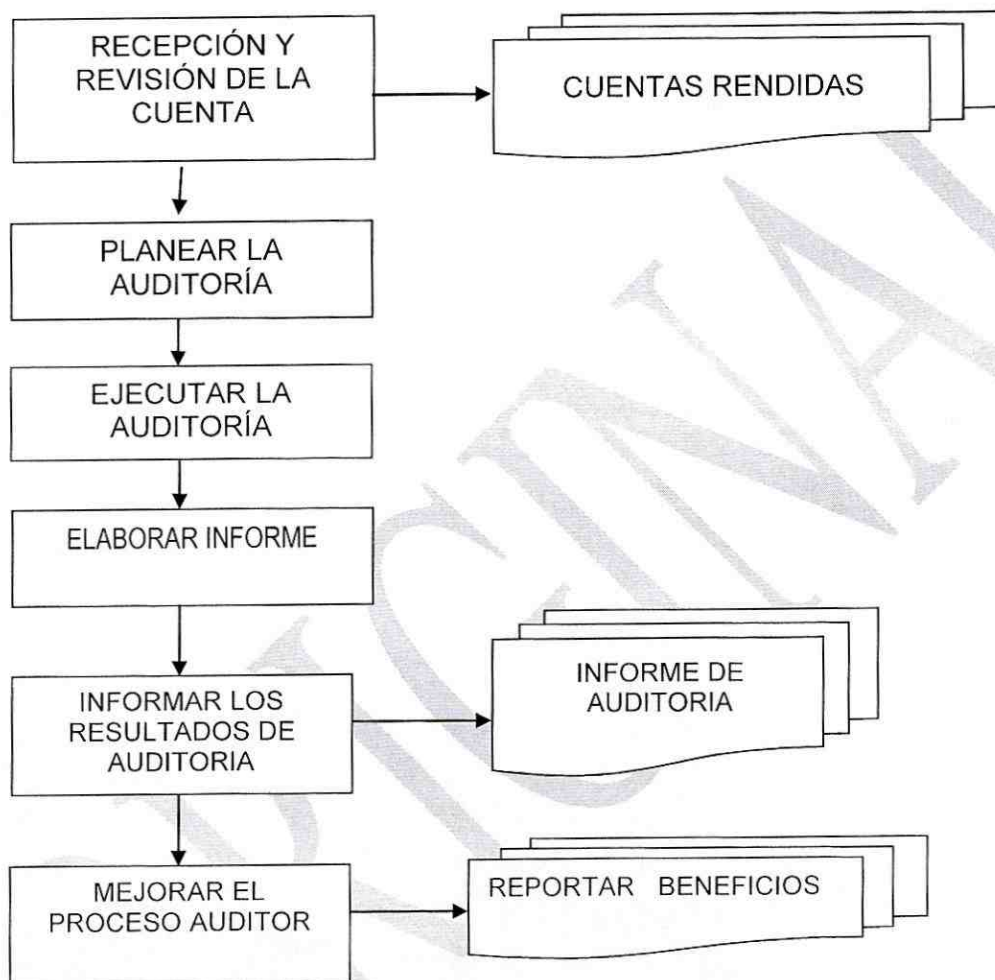 RECEPCIÓN Y
REVISIÓN DE LA
CUENTA
CUENTAS RENDIDAS
PLANEAR LA
AUDITORÍA
EJECUTAR LA
AUDITORÍA
ELABORAR INFORME
INFORMAR LOS
RESULTADOS DE
AUDITORIA
INFORME DE
AUDITORIA
MEJORAR EL
PROCESO AUDITOR
REPORTAR BENEFICIOS